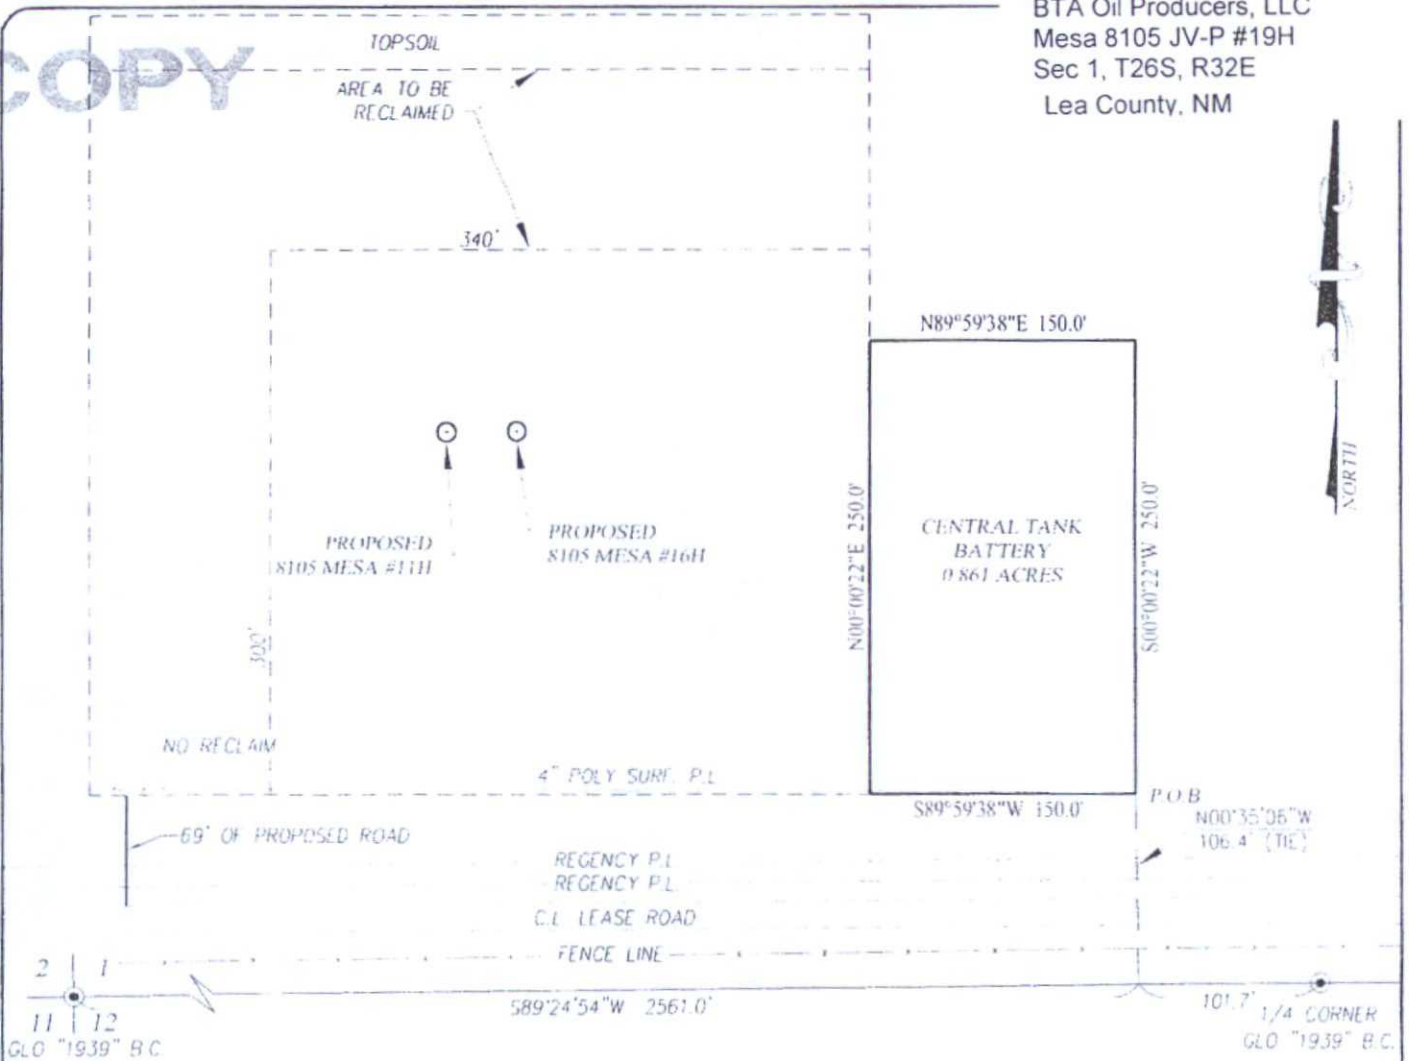 BTA Oil Producers, LLC
Mesa 8105 JV-P #19H
Sec 1, T26S, R32E
Lea County, NM
COPY
TOPSOIL
AREA TO BE
RECLAIMED
340'
N89°59'38"E 150.0'
NORTH
PROPOSED
8105 MESA #11H
PROPOSED
8105 MESA #16H
N00°00'22"E 250.0'
CENTRAL TANK
BATTERY
0.861 ACRES
S00°00'22"W 250.0'
300'
NO RECLAIM
4" POLY SURF. P.L.
S89°59'38"W 150.0'
P.O.B
N00°35'06"W
106.4' (TIE)
69' OF PROPOSED ROAD
REGENCY P.L.
REGENCY P.L.
C.L. LEASE ROAD
FENCE LINE
2 1
11 12
GLO "1939" B.C.
S89°24'54"W 2561.0'
101.7'
1/4 CORNER
GLO "1939" B.C.